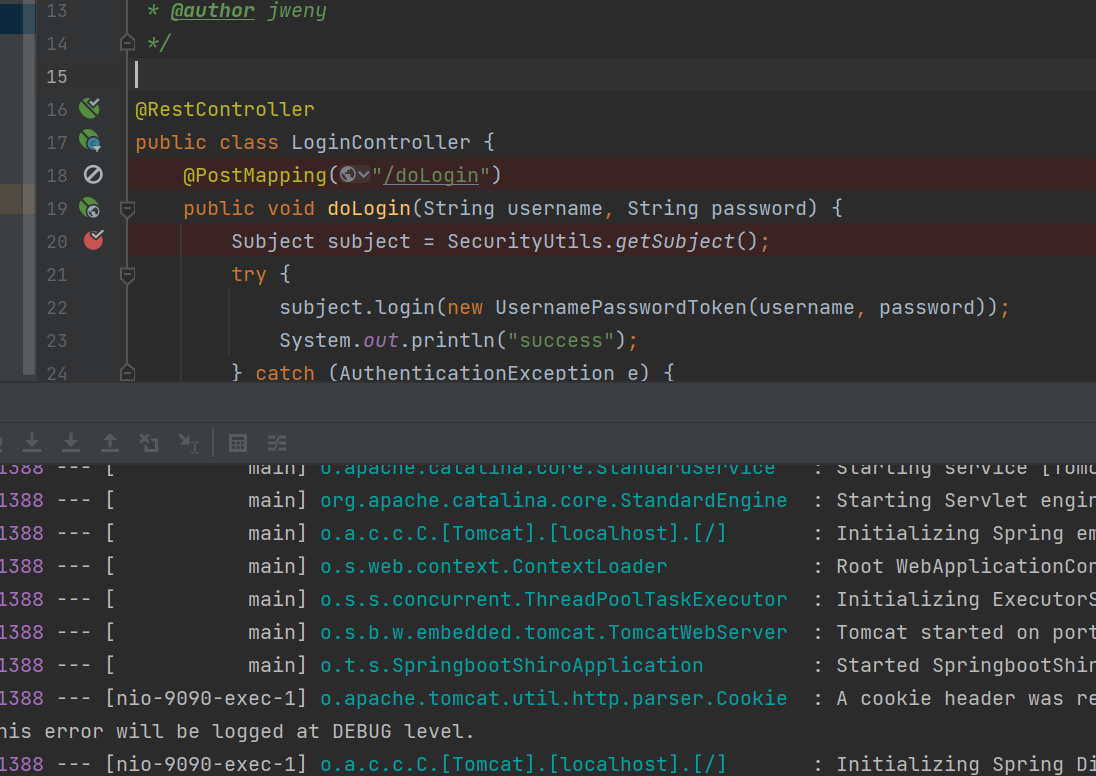 13 * @author jweny
14 */
15
16 @RestController
17 public class LoginController {
18 @PostMapping("/doLogin")
19 public void doLogin(String username, String password) {
20 Subject subject = SecurityUtils.getSubject();
21 try {
22 subject.login(new UsernamePasswordToken(username, password));
23 System.out.println("success");
24 } catch (AuthenticationException e) {
1388 --- [ main] o.apache.catalina.core.StandardService : Starting service [Tomc
1388 --- [ main] org.apache.catalina.core.StandardEngine : Starting Servlet engin
1388 --- [ main] o.a.c.c.C.[Tomcat].[localhost].[/] : Initializing Spring em
1388 --- [ main] o.s.web.context.ContextLoader : Root WebApplicationCon
1388 --- [ main] o.s.s.concurrent.ThreadPoolTaskExecutor : Initializing ExecutorS
1388 --- [ main] o.s.b.w.embedded.tomcat.TomcatWebServer : Tomcat started on port
1388 --- [ main] o.t.s.SpringbootShiroApplication : Started SpringbootShir
1388 --- [nio-9090-exec-1] o.apache.tomcat.util.http.parser.Cookie : A cookie header was re
his error will be logged at DEBUG level.
1388 --- [nio-9090-exec-1] o.a.c.c.C.[Tomcat].[localhost].[/] : Initializing Spring Di